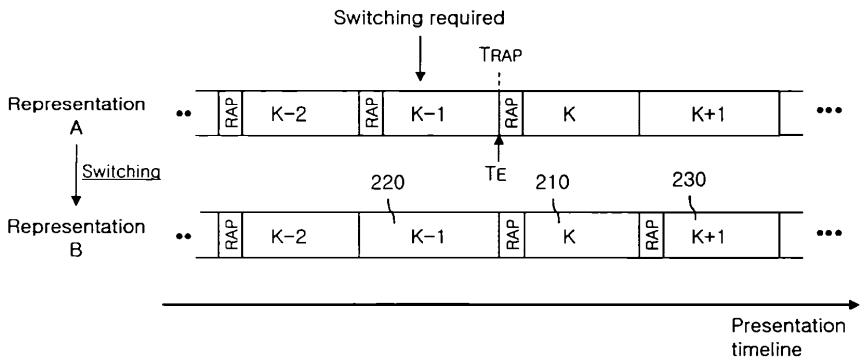 Switching required
TRAP
Representation
A
•• RAP K-2 RAP K-1 RAP K K+1 •••
Switching
TE
220 210 230
Representation
B
•• RAP K-2 K-1 RAP K RAP K+1 •••
Presentation
timeline